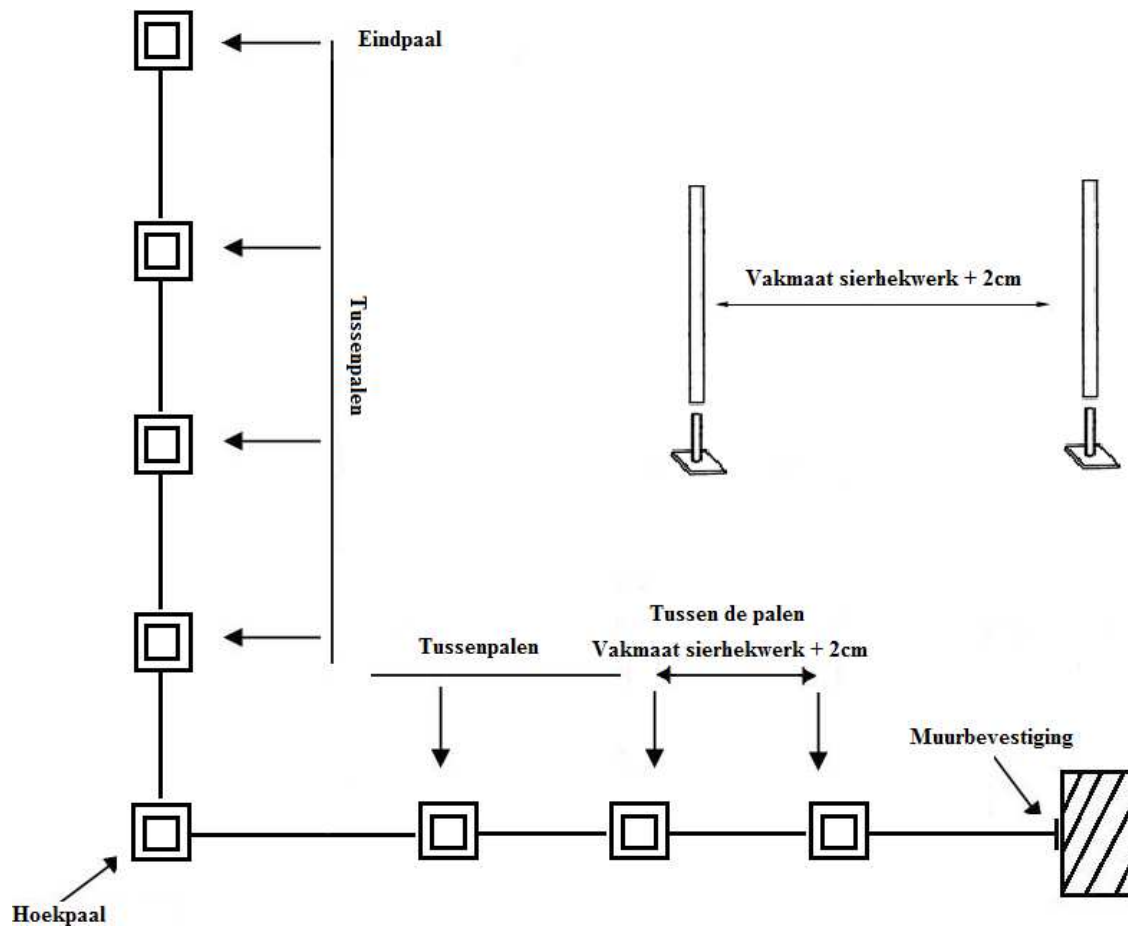 Eindpaal
Vakmaat sierhekwerk + 2cm
Tussenpalen
Tussen de palen
Tussenpalen
Vakmaat sierhekwerk + 2cm
Muurbevestiging
Hoekpaal